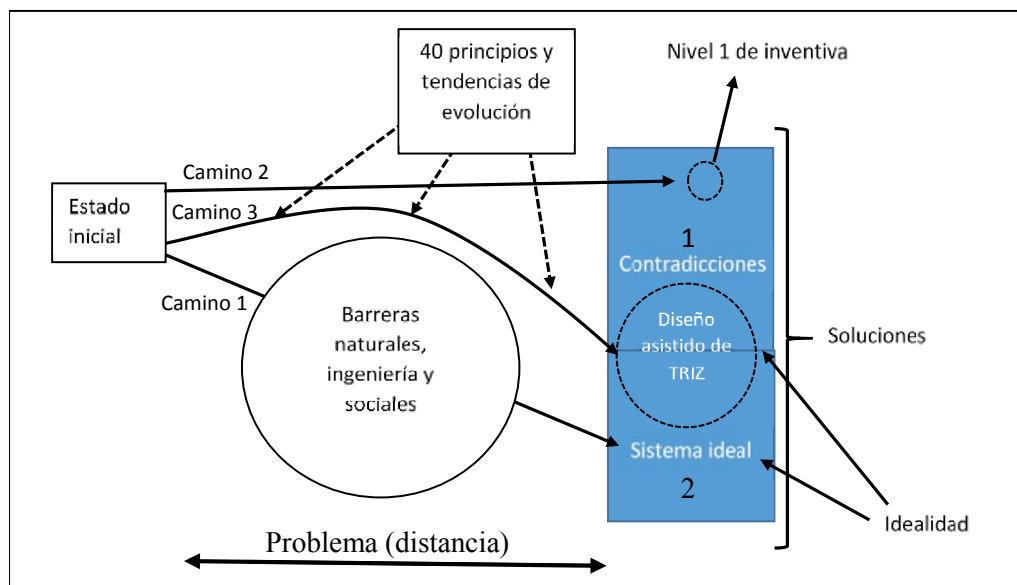 40 principios y
tendencias de
evolución
Nivel 1 de inventiva
Camino 2
Estado
inicial
Camino 3
Camino 1
1
Contradicciones
Barreras
naturales,
ingeniería y
sociales
Diseño
asistido de
TRIZ
Soluciones
Sistema ideal
2
Idealidad
Problema (distancia)